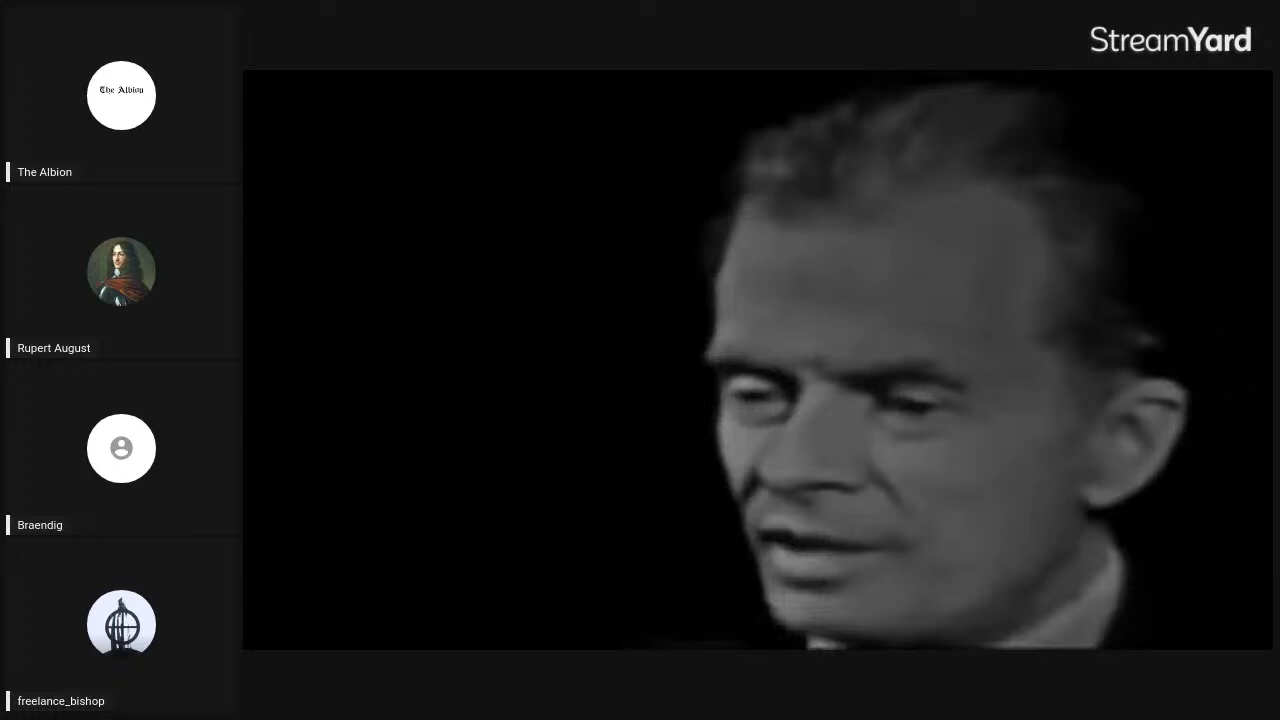 StreamYard
The Albion
The Albion
Rupert August
Braendig
freelance_bishop